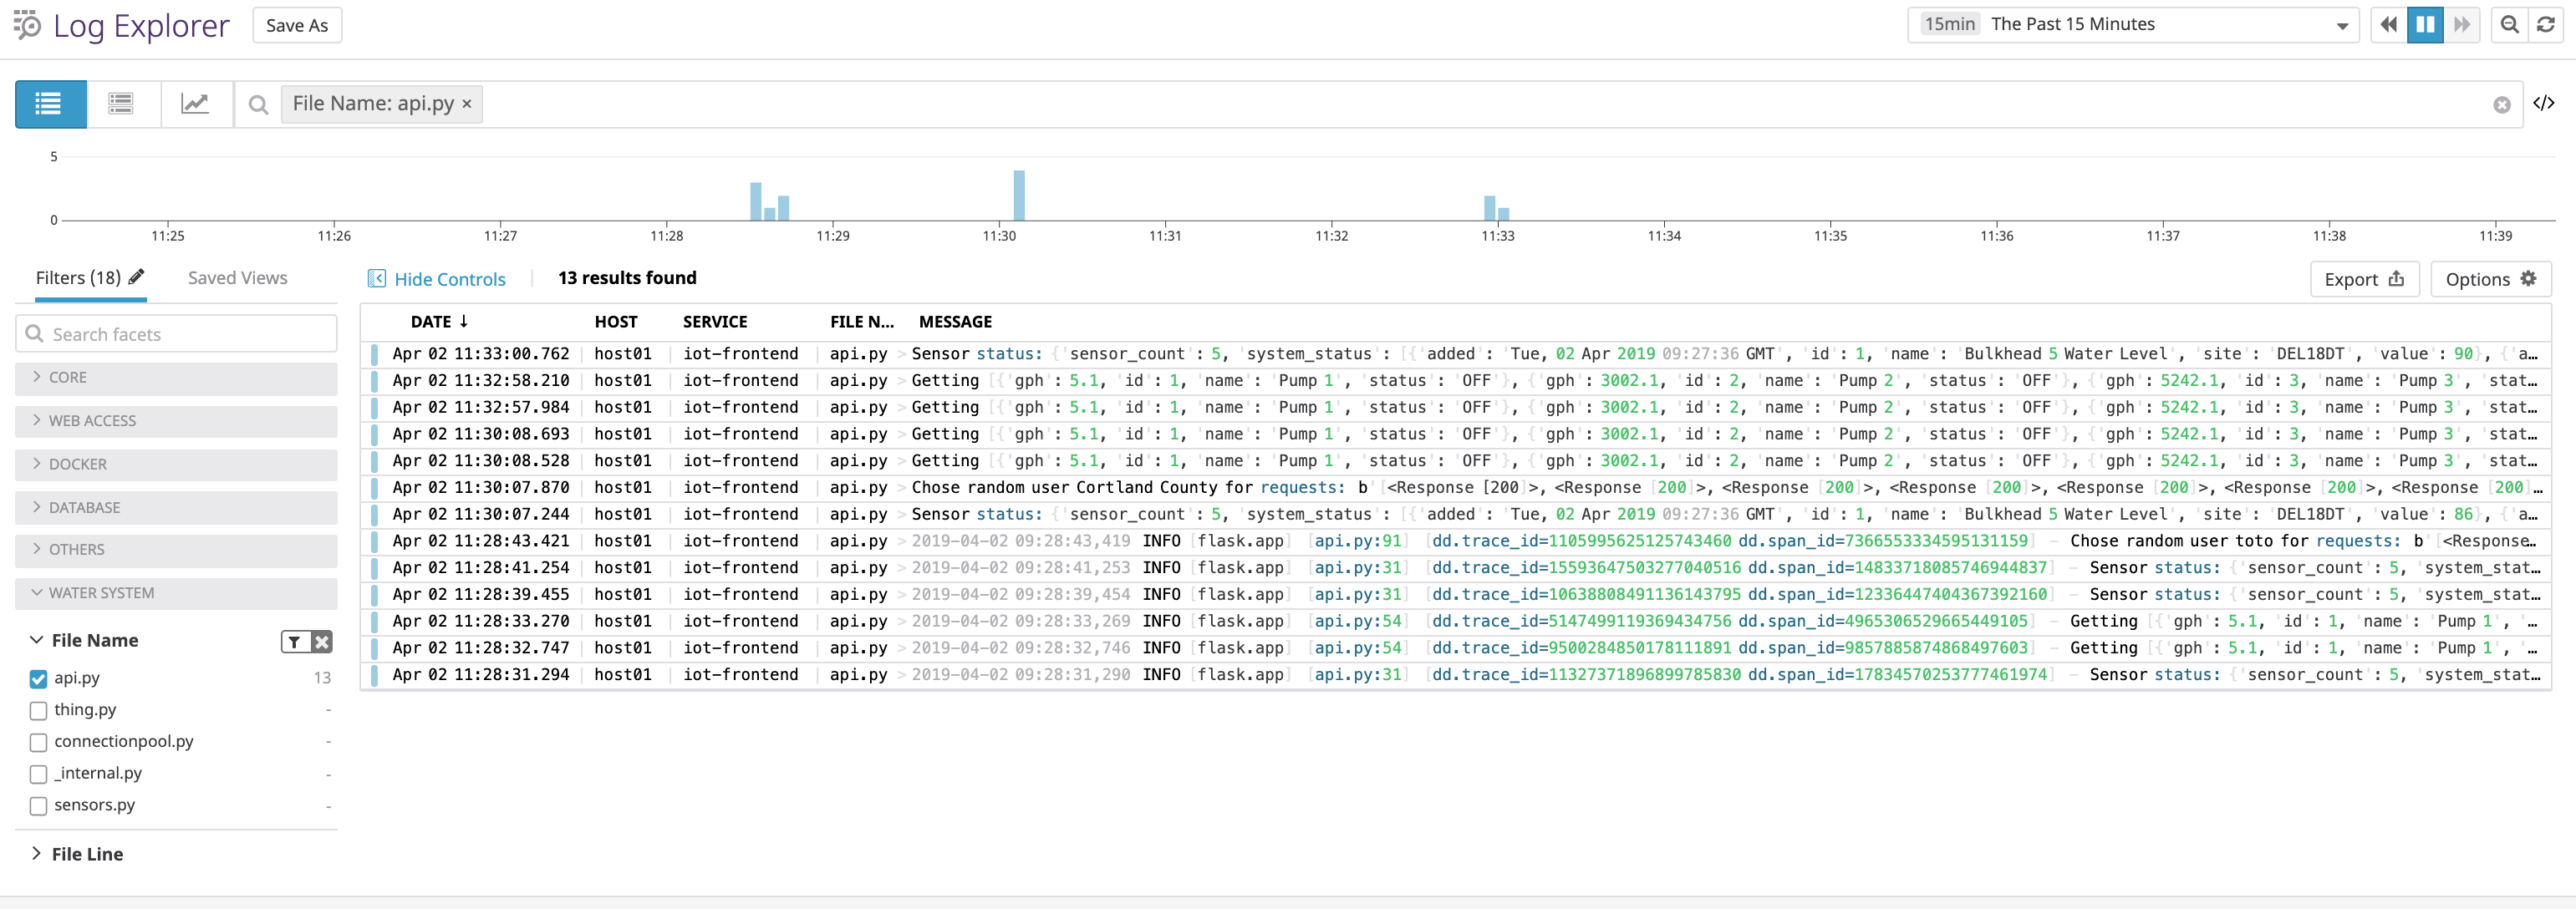 Log Explorer Save As 15min The Past 15 Minutes
File Name: api.py × </>
5
0
11:25 11:26 11:27 11:28 11:29 11:30 11:31 11:32 11:33 11:34 11:35 11:36 11:37 11:38 11:39
Filters (18) Saved Views Hide Controls 13 results found Export Options
Search facets
CORE
WEB ACCESS
DOCKER
DATABASE
OTHERS
WATER SYSTEM
File Name
api.py 13
thing.py -
connectionpool.py -
_internal.py -
sensors.py -
File Line
DATE ↓ HOST SERVICE FILE N... MESSAGE
Apr 02 11:33:00.762 host01 iot-frontend api.py > Sensor status: {'sensor_count': 5, 'system_status': [{'added': 'Tue, 02 Apr 2019 09:27:36 GMT', 'id': 1, 'name': 'Bulkhead 5 Water Level', 'site': 'DEL18DT', 'value': 90}, {'a...
Apr 02 11:32:58.210 host01 iot-frontend api.py > Getting [{'gph': 5.1, 'id': 1, 'name': 'Pump 1', 'status': 'OFF'}, {'gph': 3002.1, 'id': 2, 'name': 'Pump 2', 'status': 'OFF'}, {'gph': 5242.1, 'id': 3, 'name': 'Pump 3', 'stat...
Apr 02 11:32:57.984 host01 iot-frontend api.py > Getting [{'gph': 5.1, 'id': 1, 'name': 'Pump 1', 'status': 'OFF'}, {'gph': 3002.1, 'id': 2, 'name': 'Pump 2', 'status': 'OFF'}, {'gph': 5242.1, 'id': 3, 'name': 'Pump 3', 'stat...
Apr 02 11:30:08.693 host01 iot-frontend api.py > Getting [{'gph': 5.1, 'id': 1, 'name': 'Pump 1', 'status': 'OFF'}, {'gph': 3002.1, 'id': 2, 'name': 'Pump 2', 'status': 'OFF'}, {'gph': 5242.1, 'id': 3, 'name': 'Pump 3', 'stat...
Apr 02 11:30:08.528 host01 iot-frontend api.py > Getting [{'gph': 5.1, 'id': 1, 'name': 'Pump 1', 'status': 'OFF'}, {'gph': 3002.1, 'id': 2, 'name': 'Pump 2', 'status': 'OFF'}, {'gph': 5242.1, 'id': 3, 'name': 'Pump 3', 'stat...
Apr 02 11:30:07.870 host01 iot-frontend api.py > Chose random user Cortland County for requests: b'[<Response [200]>, <Response [200]>, <Response [200]>, <Response [200]>, <Response [200]>, <Response [200]>, <Response [200]...
Apr 02 11:30:07.244 host01 iot-frontend api.py > Sensor status: {'sensor_count': 5, 'system_status': [{'added': 'Tue, 02 Apr 2019 09:27:36 GMT', 'id': 1, 'name': 'Bulkhead 5 Water Level', 'site': 'DEL18DT', 'value': 86}, {'a...
Apr 02 11:28:43.421 host01 iot-frontend api.py > 2019-04-02 09:28:43,419 INFO [flask.app] [api.py:91] [dd.trace_id=1105995625125743460 dd.span_id=7366553334595131159] - Chose random user toto for requests: b'[<Response...
Apr 02 11:28:41.254 host01 iot-frontend api.py > 2019-04-02 09:28:41,253 INFO [flask.app] [api.py:31] [dd.trace_id=15593647503277040516 dd.span_id=14833718085746944837] - Sensor status: {'sensor_count': 5, 'system_stat...
Apr 02 11:28:39.455 host01 iot-frontend api.py > 2019-04-02 09:28:39,454 INFO [flask.app] [api.py:31] [dd.trace_id=10638808491136143795 dd.span_id=12336447404367392160] - Sensor status: {'sensor_count': 5, 'system_stat...
Apr 02 11:28:33.270 host01 iot-frontend api.py > 2019-04-02 09:28:33,269 INFO [flask.app] [api.py:54] [dd.trace_id=5147499119369434756 dd.span_id=4965306529665449105] - Getting [{'gph': 5.1, 'id': 1, 'name': 'Pump 1', '...
Apr 02 11:28:32.747 host01 iot-frontend api.py > 2019-04-02 09:28:32,746 INFO [flask.app] [api.py:54] [dd.trace_id=9500284850178111891 dd.span_id=9857885874868497603] - Getting [{'gph': 5.1, 'id': 1, 'name': 'Pump 1', '...
Apr 02 11:28:31.294 host01 iot-frontend api.py > 2019-04-02 09:28:31,290 INFO [flask.app] [api.py:31] [dd.trace_id=11327371896899785830 dd.span_id=17834570253777461974] - Sensor status: {'sensor_count': 5, 'system_stat...